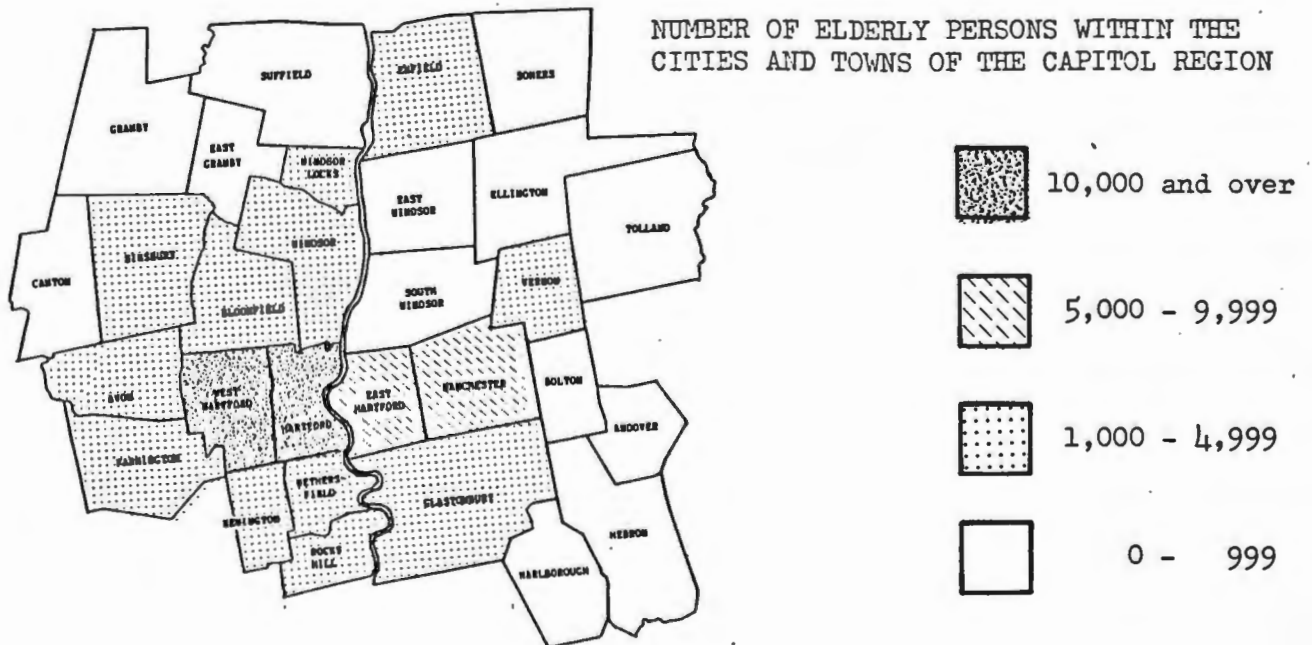 NUMBER OF ELDERLY PERSONS WITHIN THE
CITIES AND TOWNS OF THE CAPITOL REGION
SUFFIELD
ENFIELD
SOMERS
GRANBY
EAST
GRANBY
WINDSOR
LOCKS
EAST
WINDSOR
ELLINGTON
TOLLAND
CANTON
SIMSBURY
WINDSOR
BLOOMFIELD
SOUTH
WINDSOR
VERNON
AVON
WEST
HARTFORD
HARTFORD
EAST
HARTFORD
MANCHESTER
BOLTON
ANDOVER
FARMINGTON
NEWINGTON
WETHERS-
FIELD
ROCKY
HILL
GLASTONBURY
HEBRON
MARLBOROUGH
10,000 and over
5,000 - 9,999
1,000 - 4,999
0 - 999